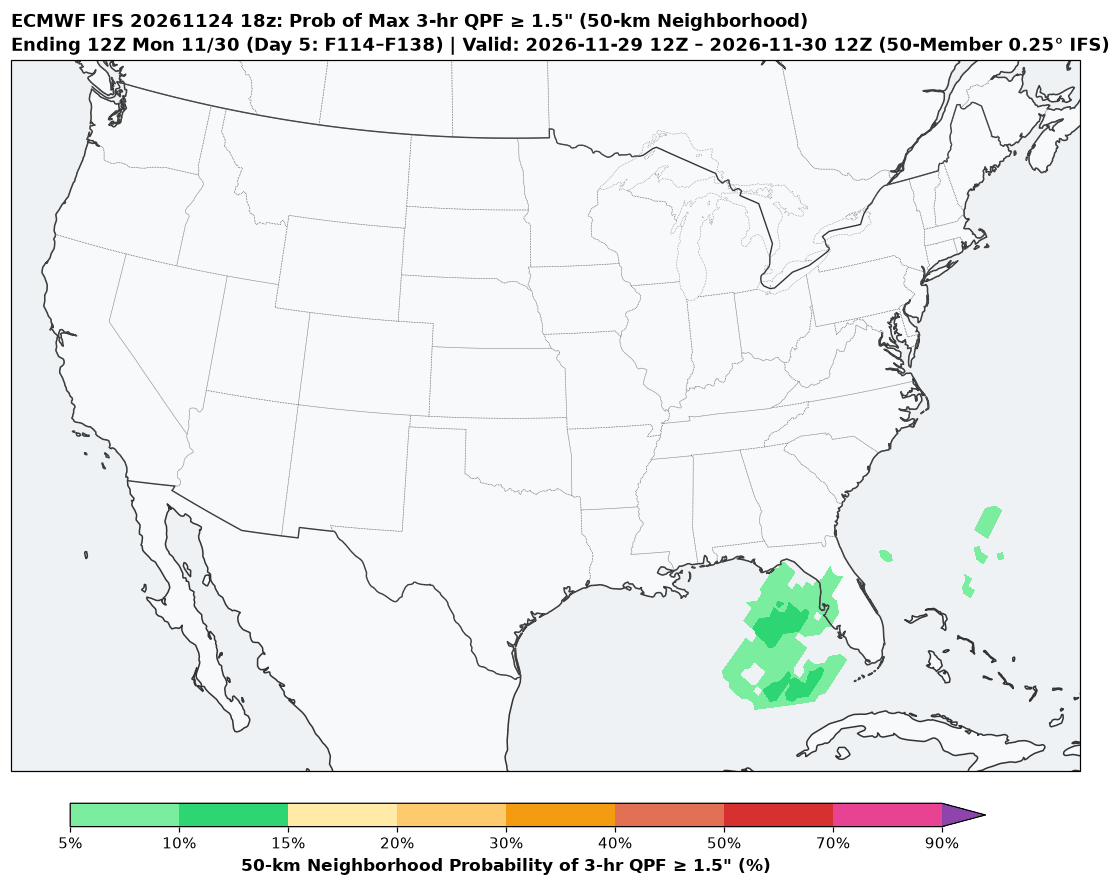 ECMWF IFS 20261124 18z: Prob of Max 3-hr QPF ≥ 1.5" (50-km Neighborhood)
Ending 12Z Mon 11/30 (Day 5: F114–F138) | Valid: 2026-11-29 12Z – 2026-11-30 12Z (50-Member 0.25° IFS)
5% 10% 15% 20% 30% 40% 50% 70% 90%
50-km Neighborhood Probability of 3-hr QPF ≥ 1.5" (%)